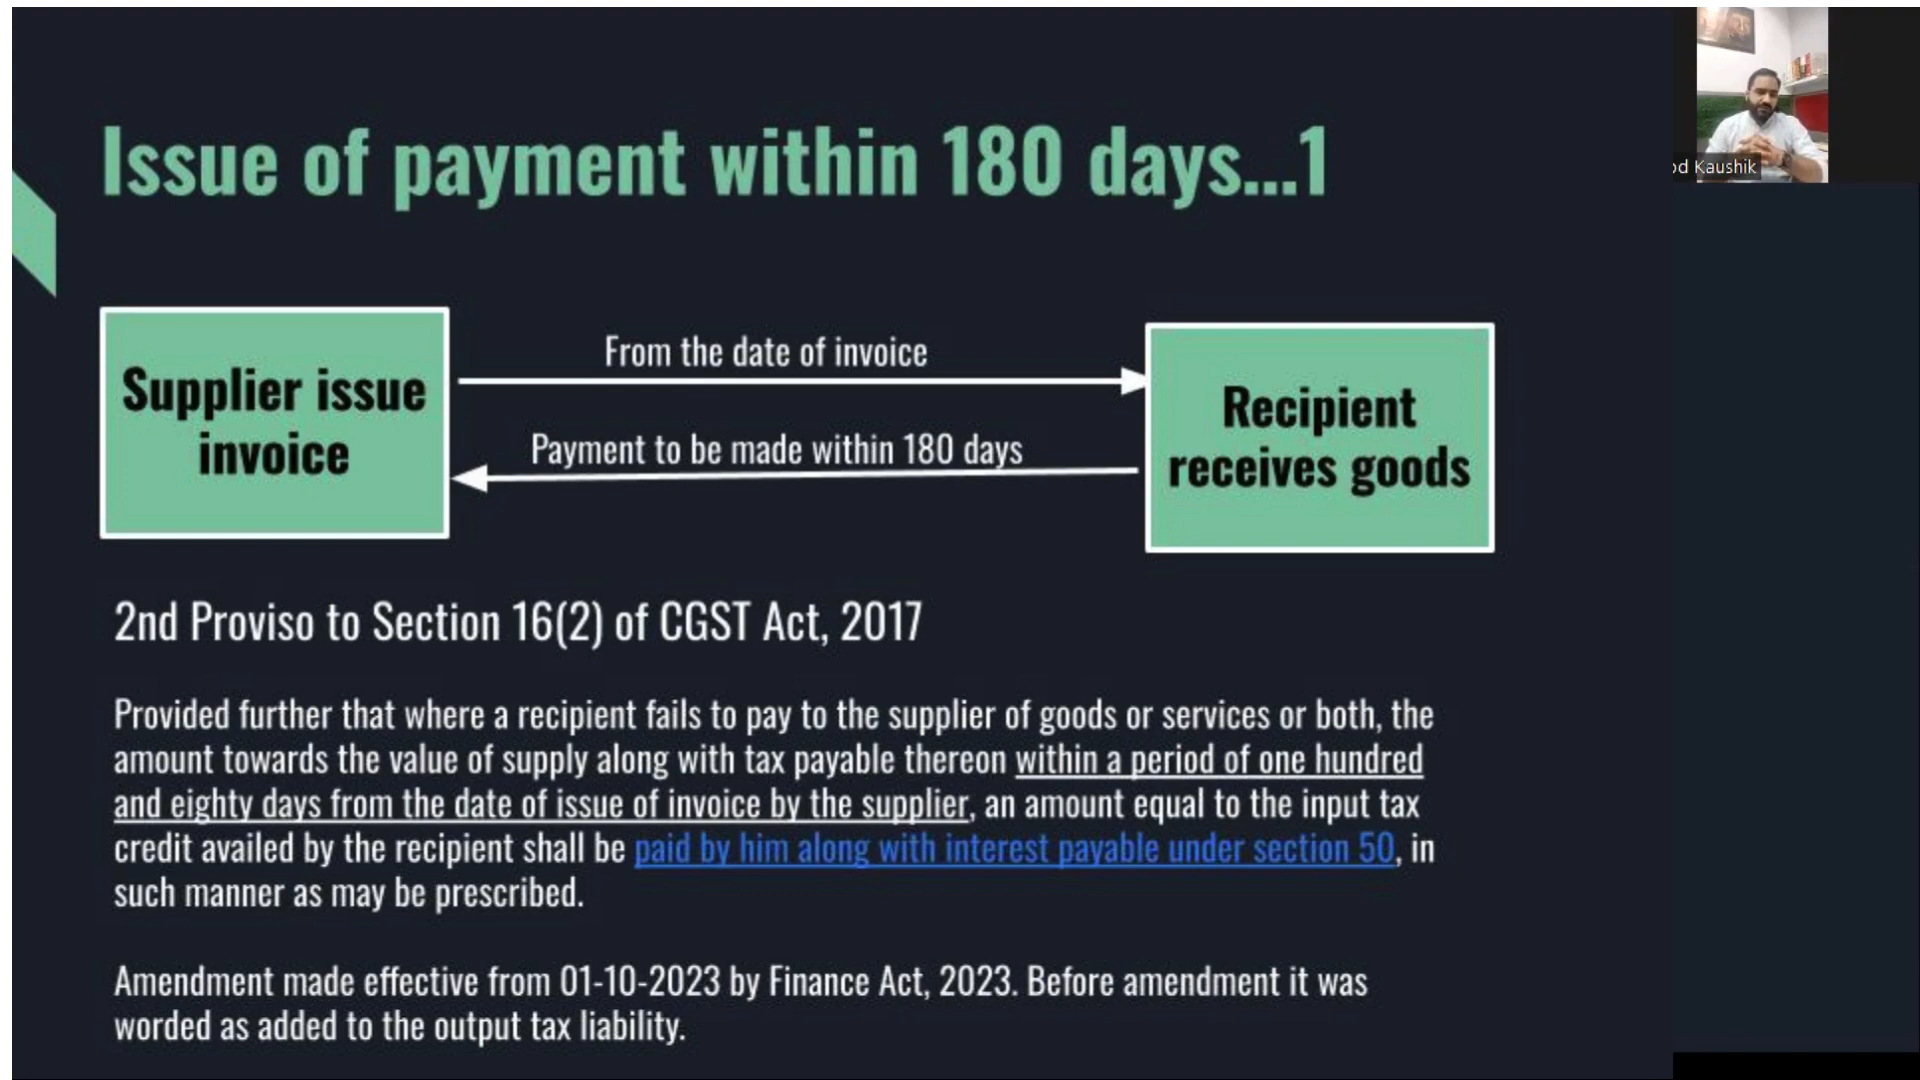 Issue of payment within 180 days...1
od Kaushik
Supplier issue
invoice
From the date of invoice
Payment to be made within 180 days
Recipient
receives goods
2nd Proviso to Section 16(2) of CGST Act, 2017
Provided further that where a recipient fails to pay to the supplier of goods or services or both, the
amount towards the value of supply along with tax payable thereon within a period of one hundred
and eighty days from the date of issue of invoice by the supplier, an amount equal to the input tax
credit availed by the recipient shall be paid by him along with interest payable under section 50, in
such manner as may be prescribed.
Amendment made effective from 01-10-2023 by Finance Act, 2023. Before amendment it was
worded as added to the output tax liability.